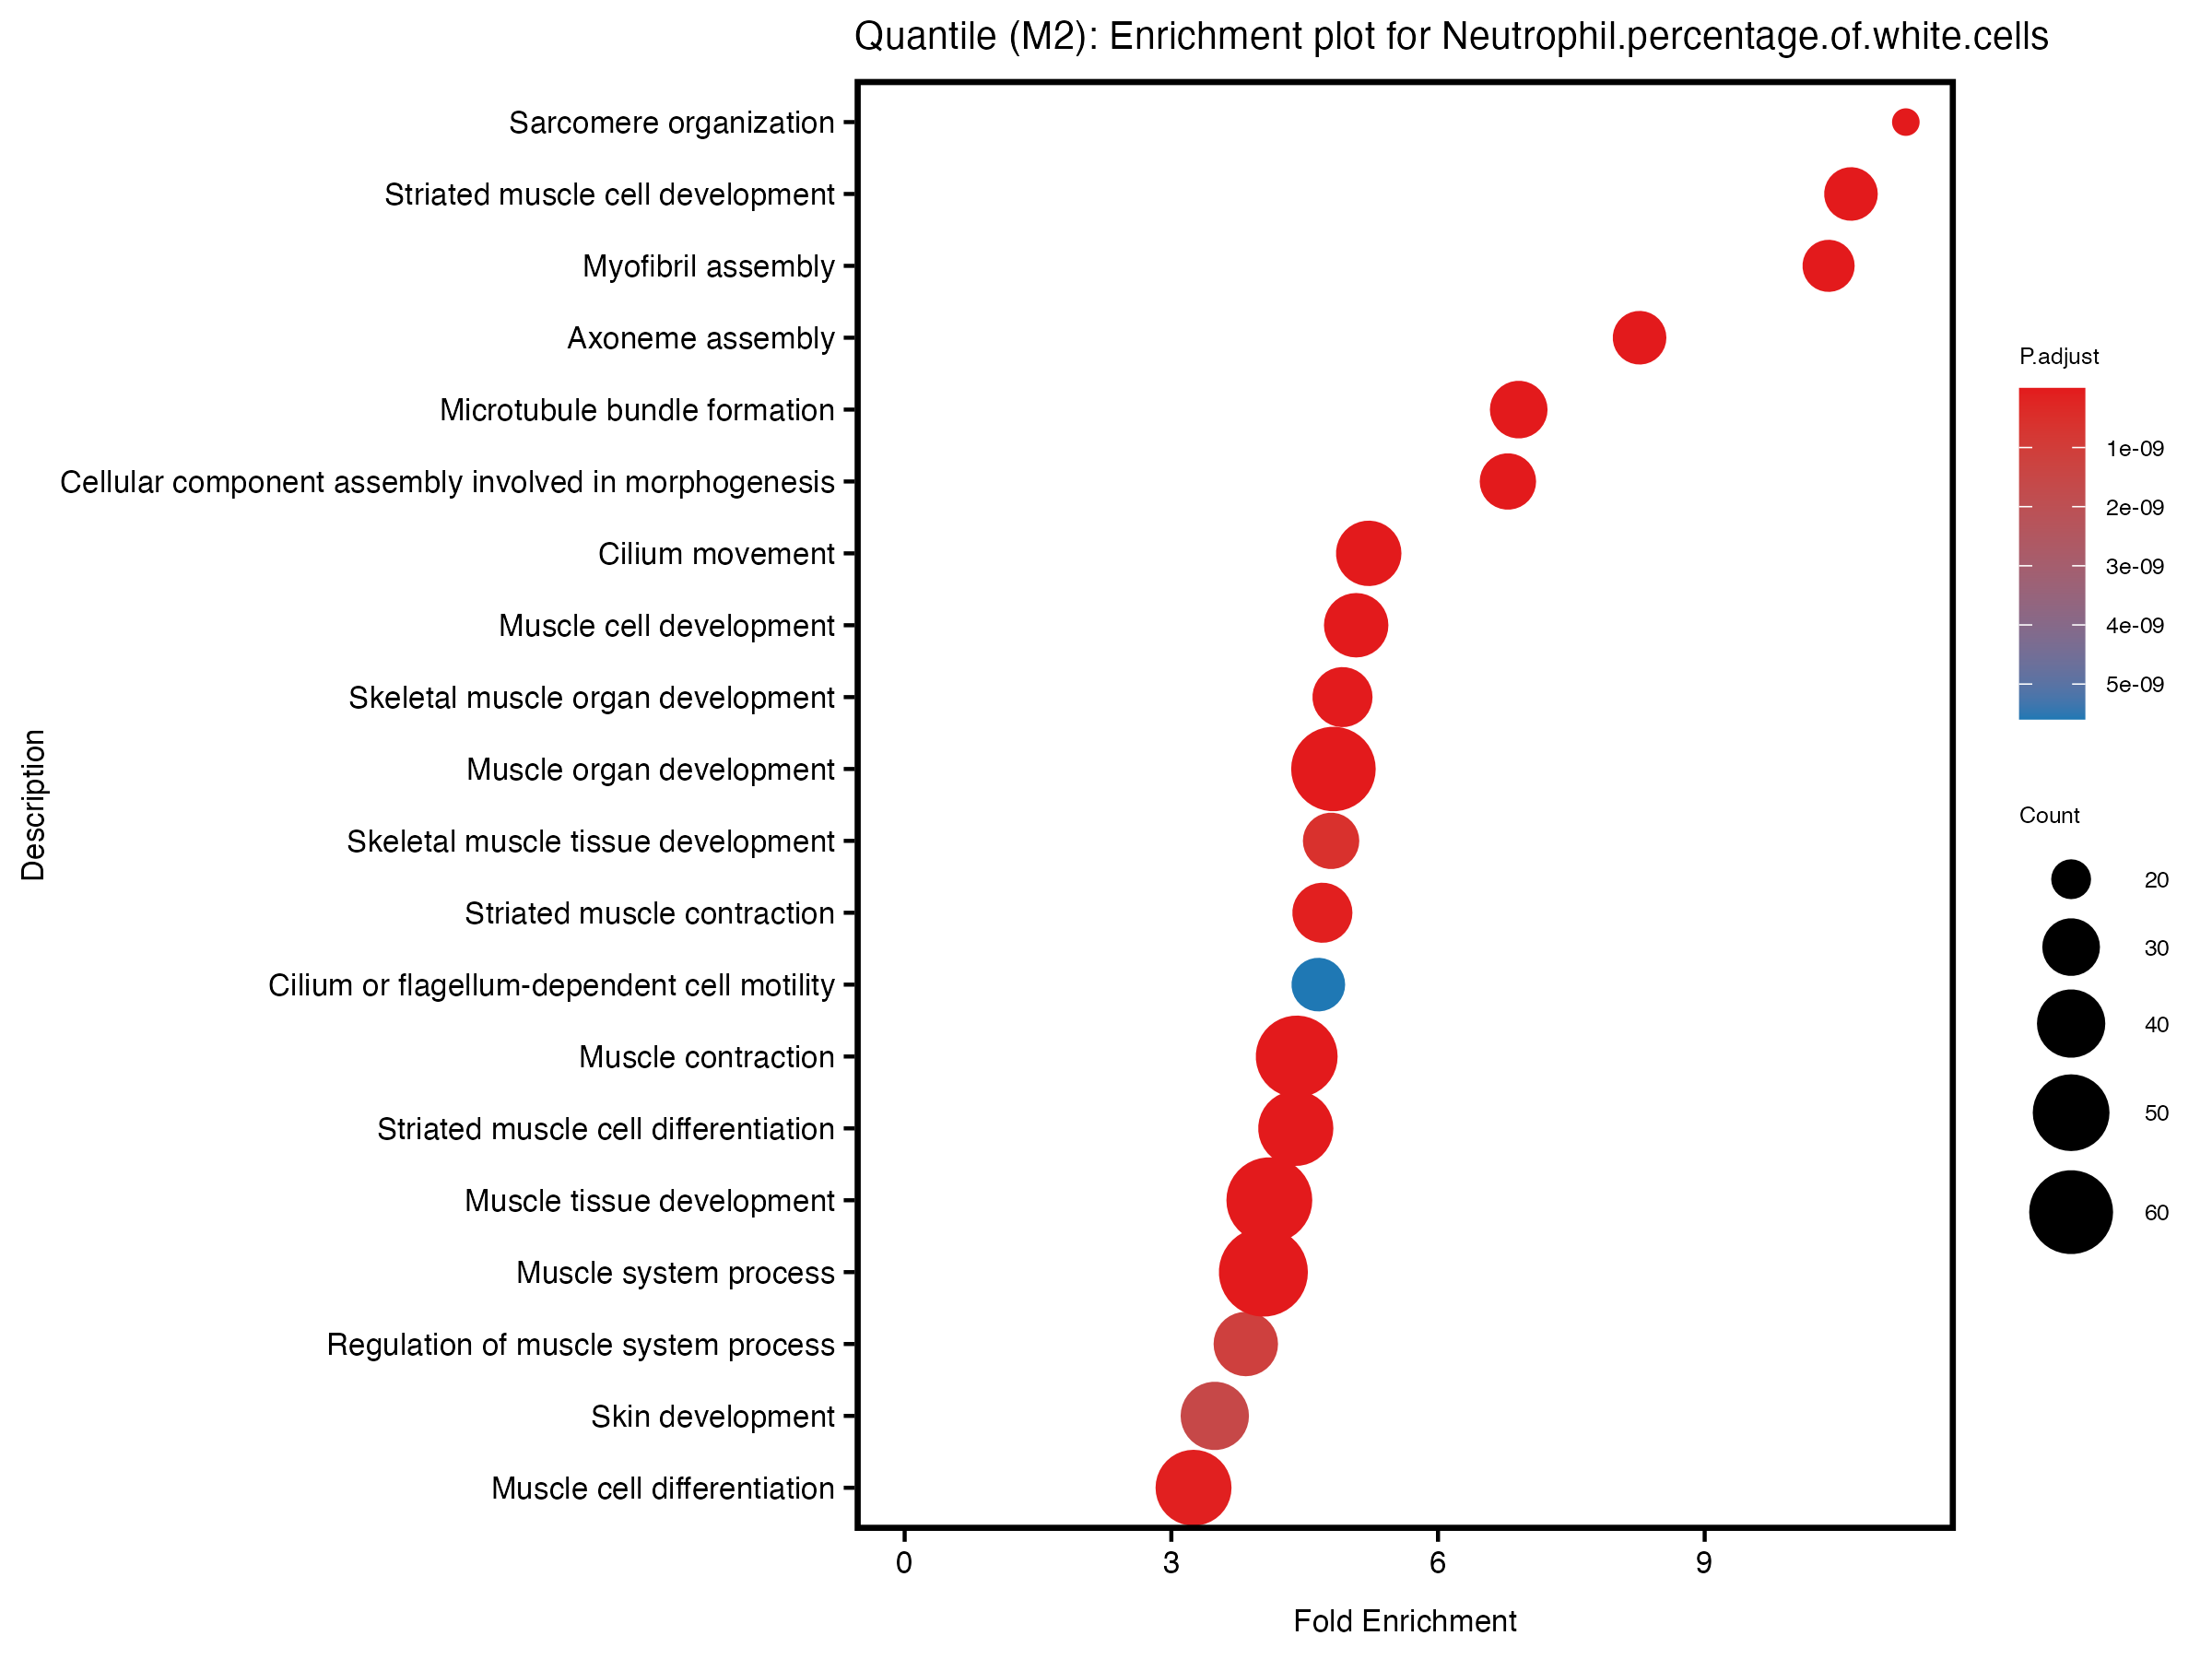 Quantile (M2): Enrichment plot for Neutrophil.percentage.of.white.cells
Description
Sarcomere organization
Striated muscle cell development
Myofibril assembly
Axoneme assembly
Microtubule bundle formation
Cellular component assembly involved in morphogenesis
Cilium movement
Muscle cell development
Skeletal muscle organ development
Muscle organ development
Skeletal muscle tissue development
Striated muscle contraction
Cilium or flagellum-dependent cell motility
Muscle contraction
Striated muscle cell differentiation
Muscle tissue development
Muscle system process
Regulation of muscle system process
Skin development
Muscle cell differentiation
0 3 6 9
Fold Enrichment
P.adjust
1e-09
2e-09
3e-09
4e-09
5e-09
Count
20
30
40
50
60